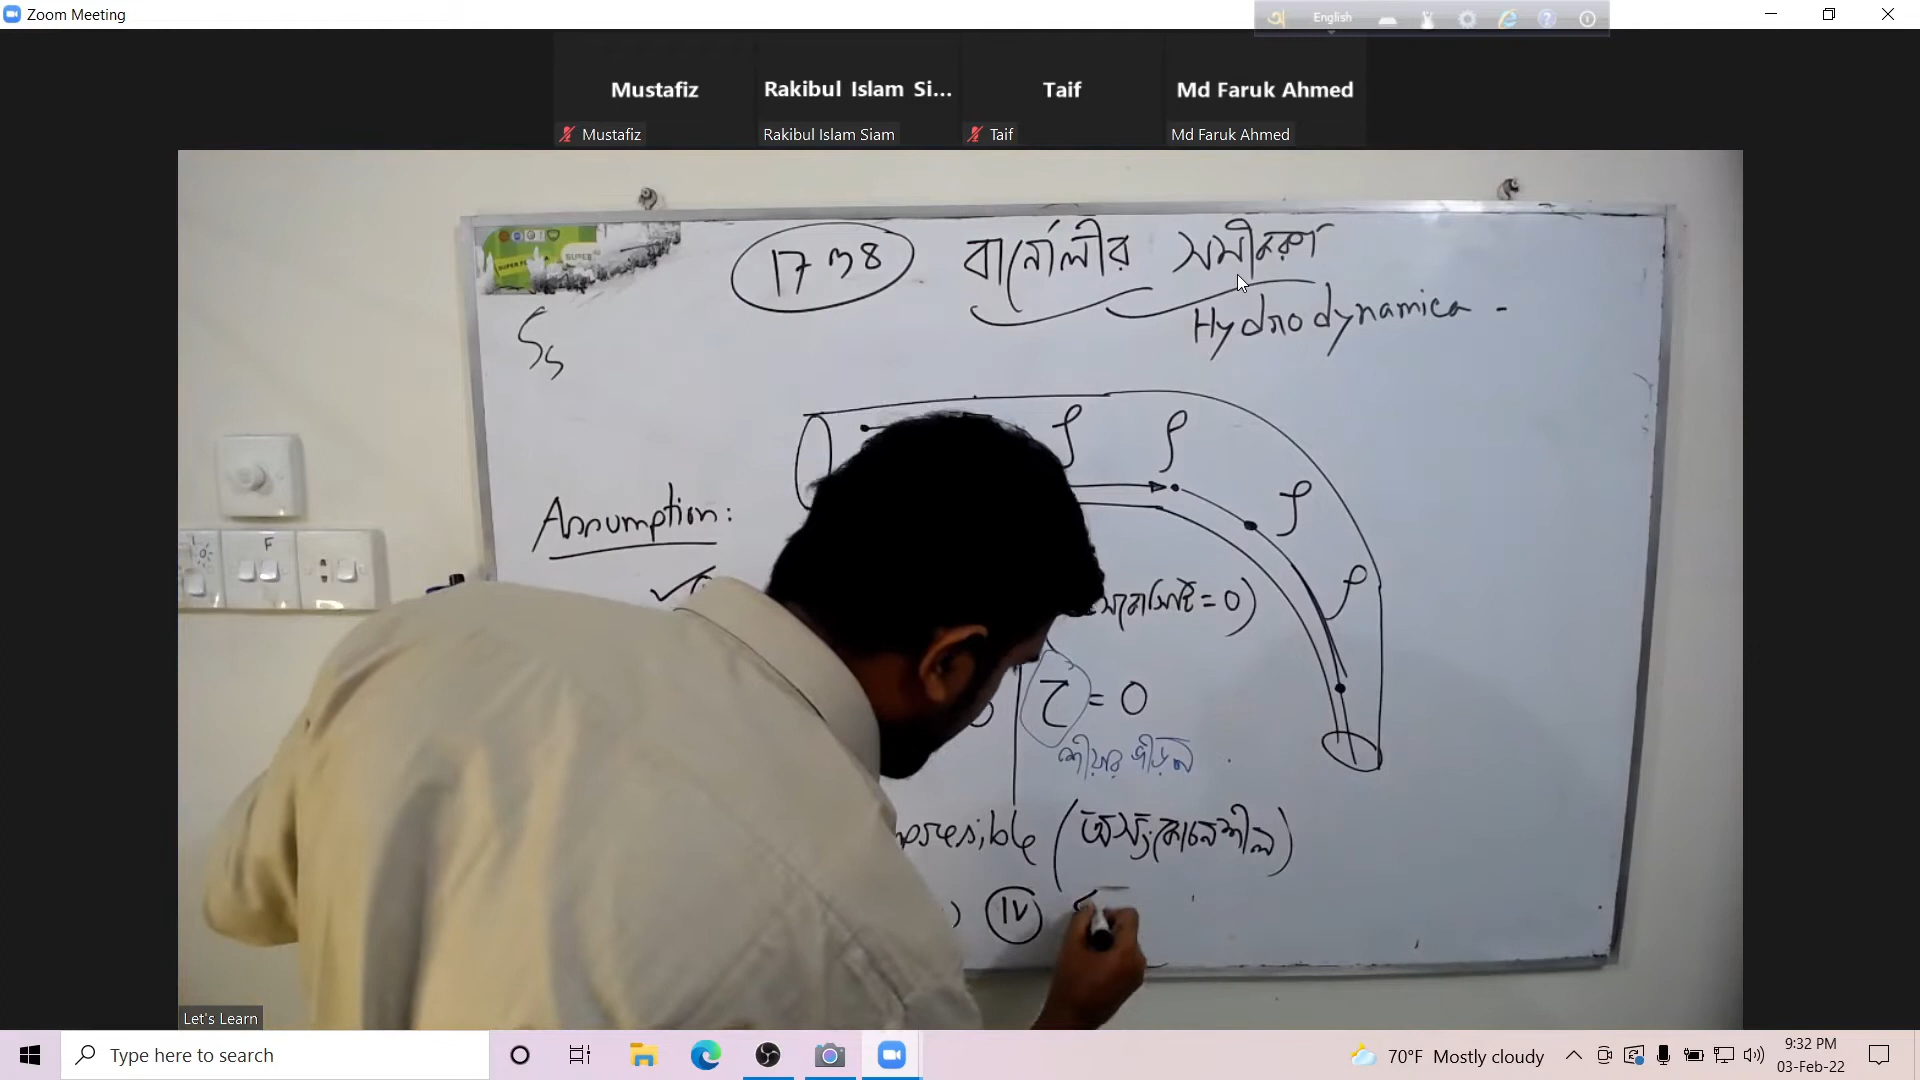 Zoom Meeting
English
Mustafiz
Rakibul Islam Si...
Taif
Md Faruk Ahmed
Mustafiz
Rakibul Islam Siam
Taif
Md Faruk Ahmed
1738 বার্নোলীর সমীকরণ
Hydrodynamica -
ρ ρ
ρ
Assumption:
ρ
= 0)
τ = 0
শীয়ার পীড়ন
(অসংকোচনশীল)
IV
Let's Learn
Type here to search
70°F Mostly cloudy
9:32 PM
03-Feb-22